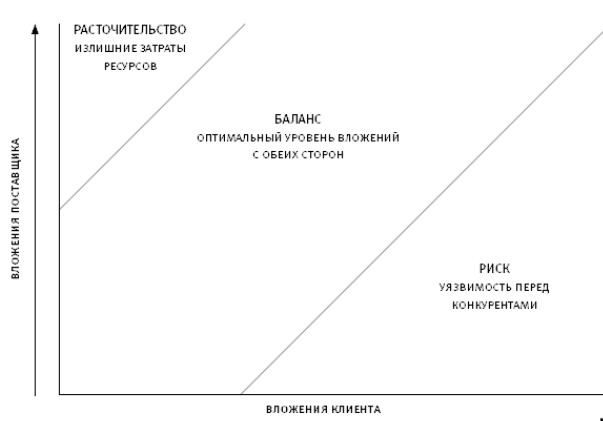 РАСТОЧИТЕЛЬСТВО
ИЗЛИШНИЕ ЗАТРАТЫ
РЕСУРСОВ
БАЛАНС
ОПТИМАЛЬНЫЙ УРОВЕНЬ ВЛОЖЕНИЙ
С ОБЕИХ СТОРОН
РИСК
УЯЗВИМОСТЬ ПЕРЕД
КОНКУРЕНТАМИ
ВЛОЖЕНИЯ ПОСТАВЩИКА
ВЛОЖЕНИЯ КЛИЕНТА